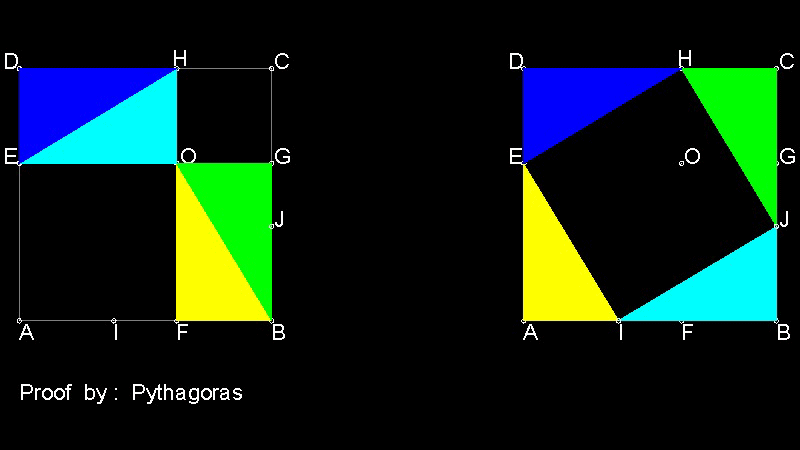 D H C D H C
E O G E O G
J J
A I F B A I F B
Proof by : Pythagoras